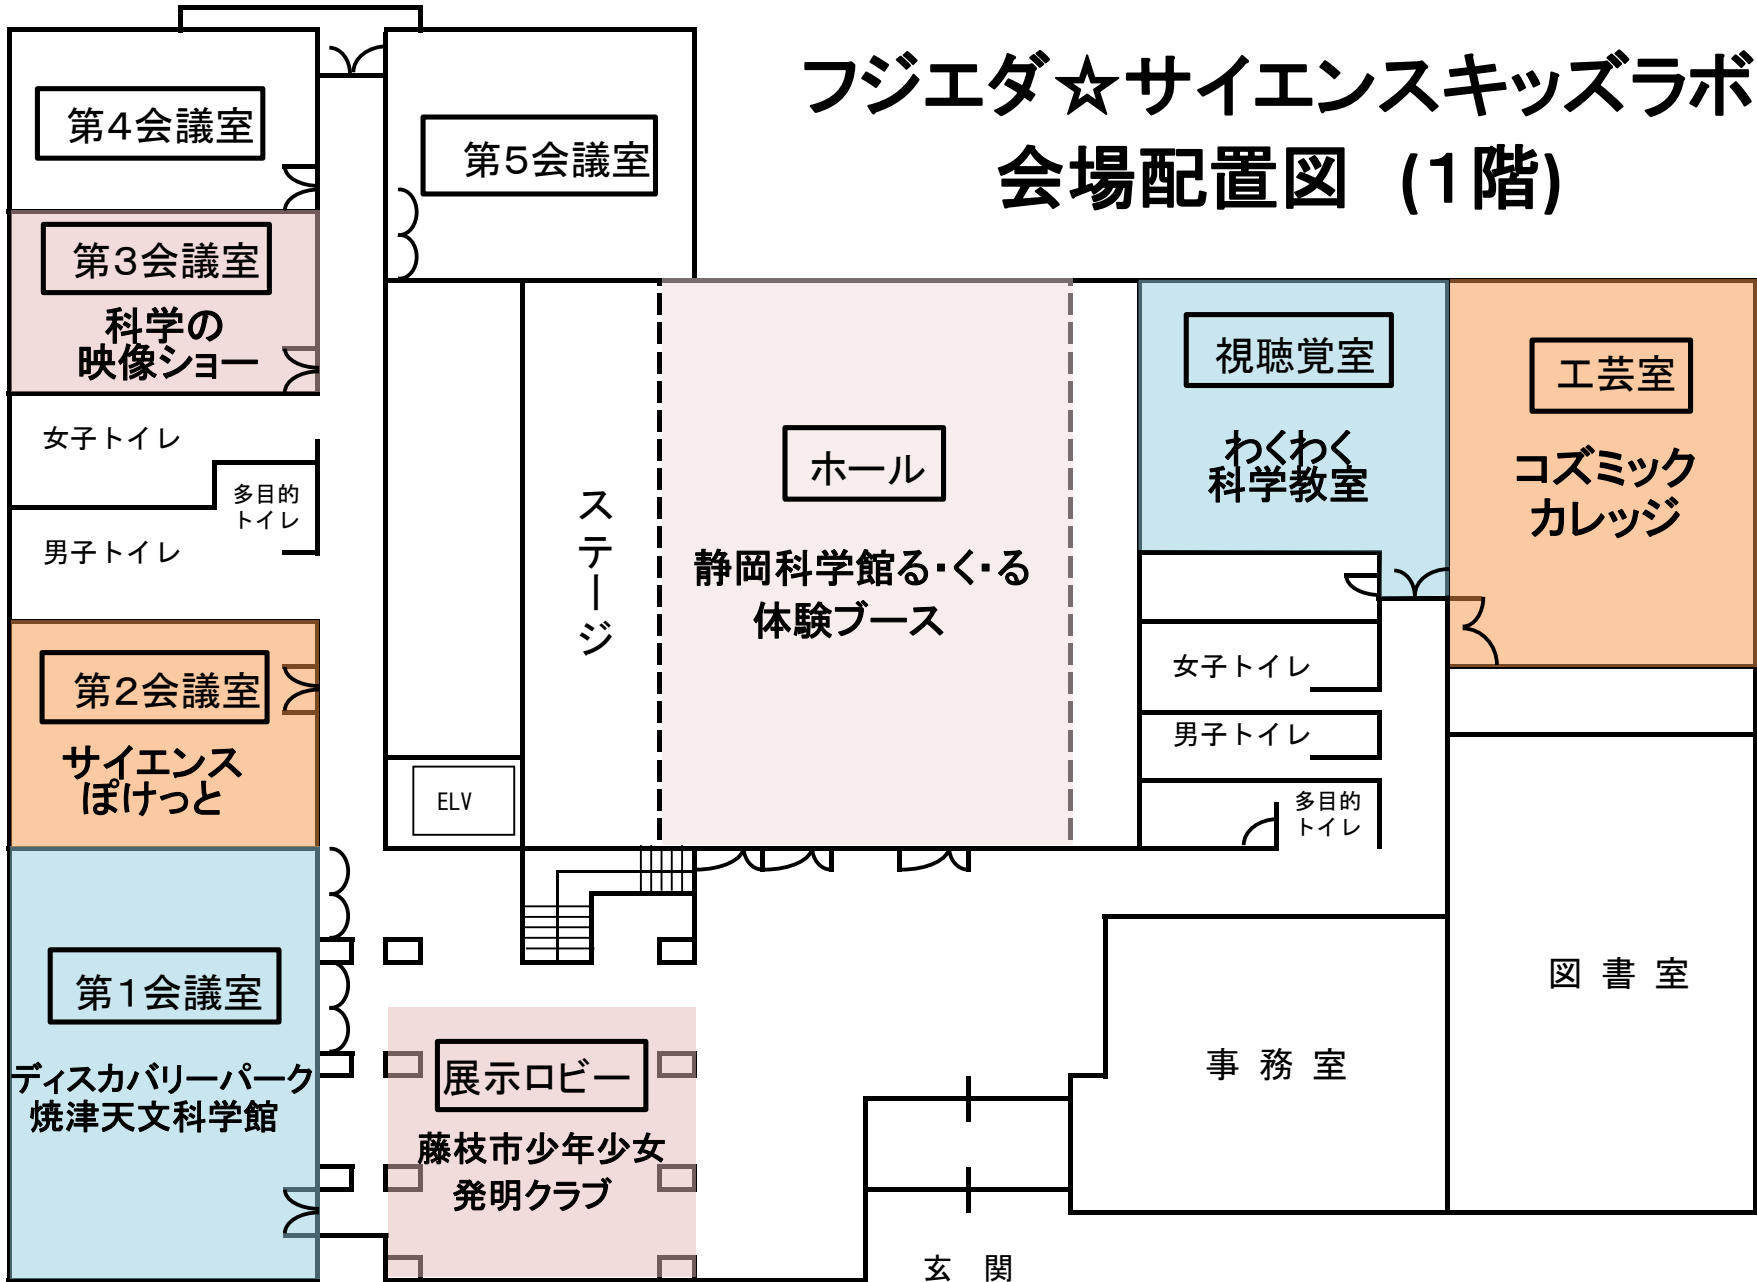 フジエダ☆サイエンスキッズラボ
会場配置図　(１階)
第４会議室
第５会議室
第３会議室
科学の
映像ショー
女子トイレ
多目的
トイレ
男子トイレ
第２会議室
サイエンス
ぽけっと
ELV
ステージ
ホール
静岡科学館る・く・る
体験ブース
視聴覚室
わくわく
科学教室
工芸室
コズミック
カレッジ
女子トイレ
男子トイレ
多目的
トイレ
第１会議室
ディスカバリーパーク
焼津天文科学館
展示ロビー
藤枝市少年少女
発明クラブ
図 書 室
事 務 室
玄　関